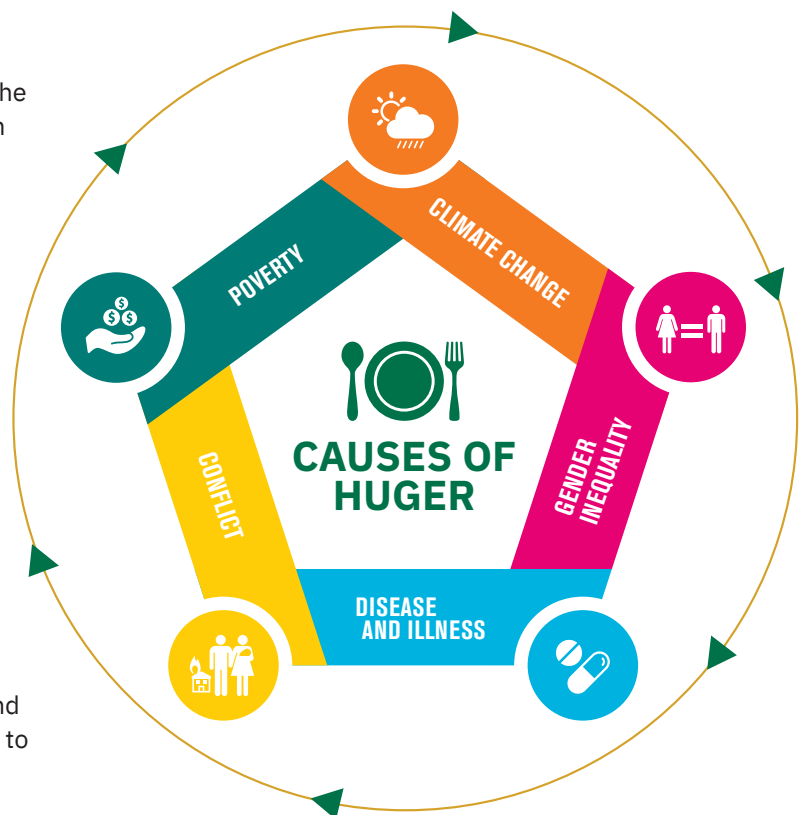 he
n
CLIMATE CHANGE
POVERTY
$
$ $
CAUSES OF
HUGER
GENDER
INEQUALITY
CONFLICT
DISEASE
AND ILLNESS
nd
to